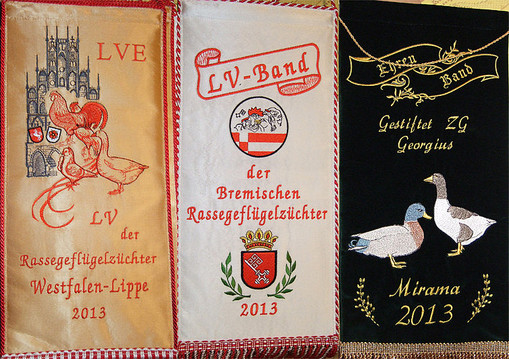 LVE
LV
der
Rassegeflügelzüchter
Westfalen-Lippe
2013
LV.-Band
der
Bremischen
Rassegeflügelzüchter
2013
Ehren
Band
Gestiftet ZG
Georgius
Mirama
2013